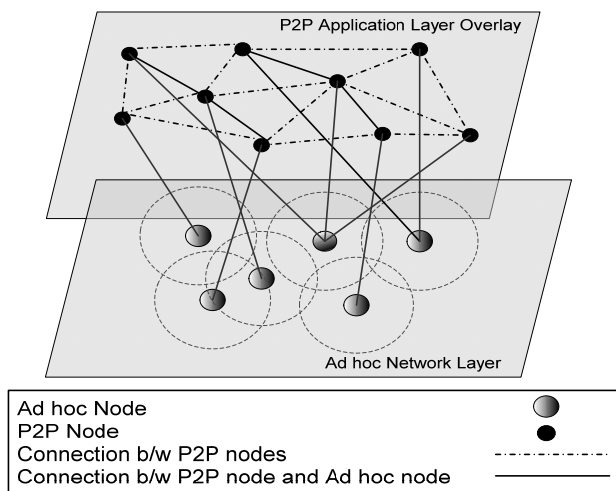 P2P Application Layer Overlay
Ad hoc Network Layer
Ad hoc Node
P2P Node
Connection b/w P2P nodes
Connection b/w P2P node and Ad hoc node